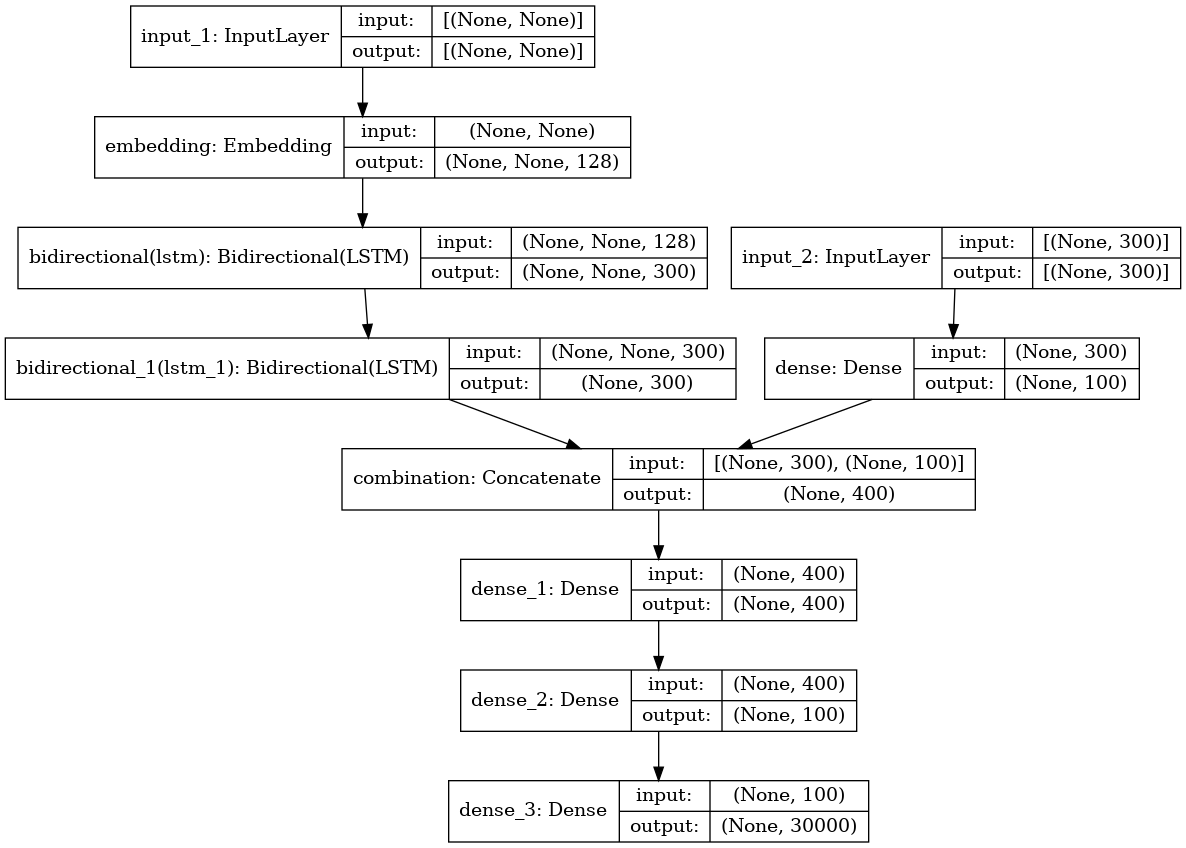 input_1: InputLayer
input: [(None, None)]
output: [(None, None)]
embedding: Embedding
input: (None, None)
output: (None, None, 128)
bidirectional(lstm): Bidirectional(LSTM)
input: (None, None, 128)
output: (None, None, 300)
input_2: InputLayer
input: [(None, 300)]
output: [(None, 300)]
bidirectional_1(lstm_1): Bidirectional(LSTM)
input: (None, None, 300)
output: (None, 300)
dense: Dense
input: (None, 300)
output: (None, 100)
combination: Concatenate
input: [(None, 300), (None, 100)]
output: (None, 400)
dense_1: Dense
input: (None, 400)
output: (None, 400)
dense_2: Dense
input: (None, 400)
output: (None, 100)
dense_3: Dense
input: (None, 100)
output: (None, 30000)